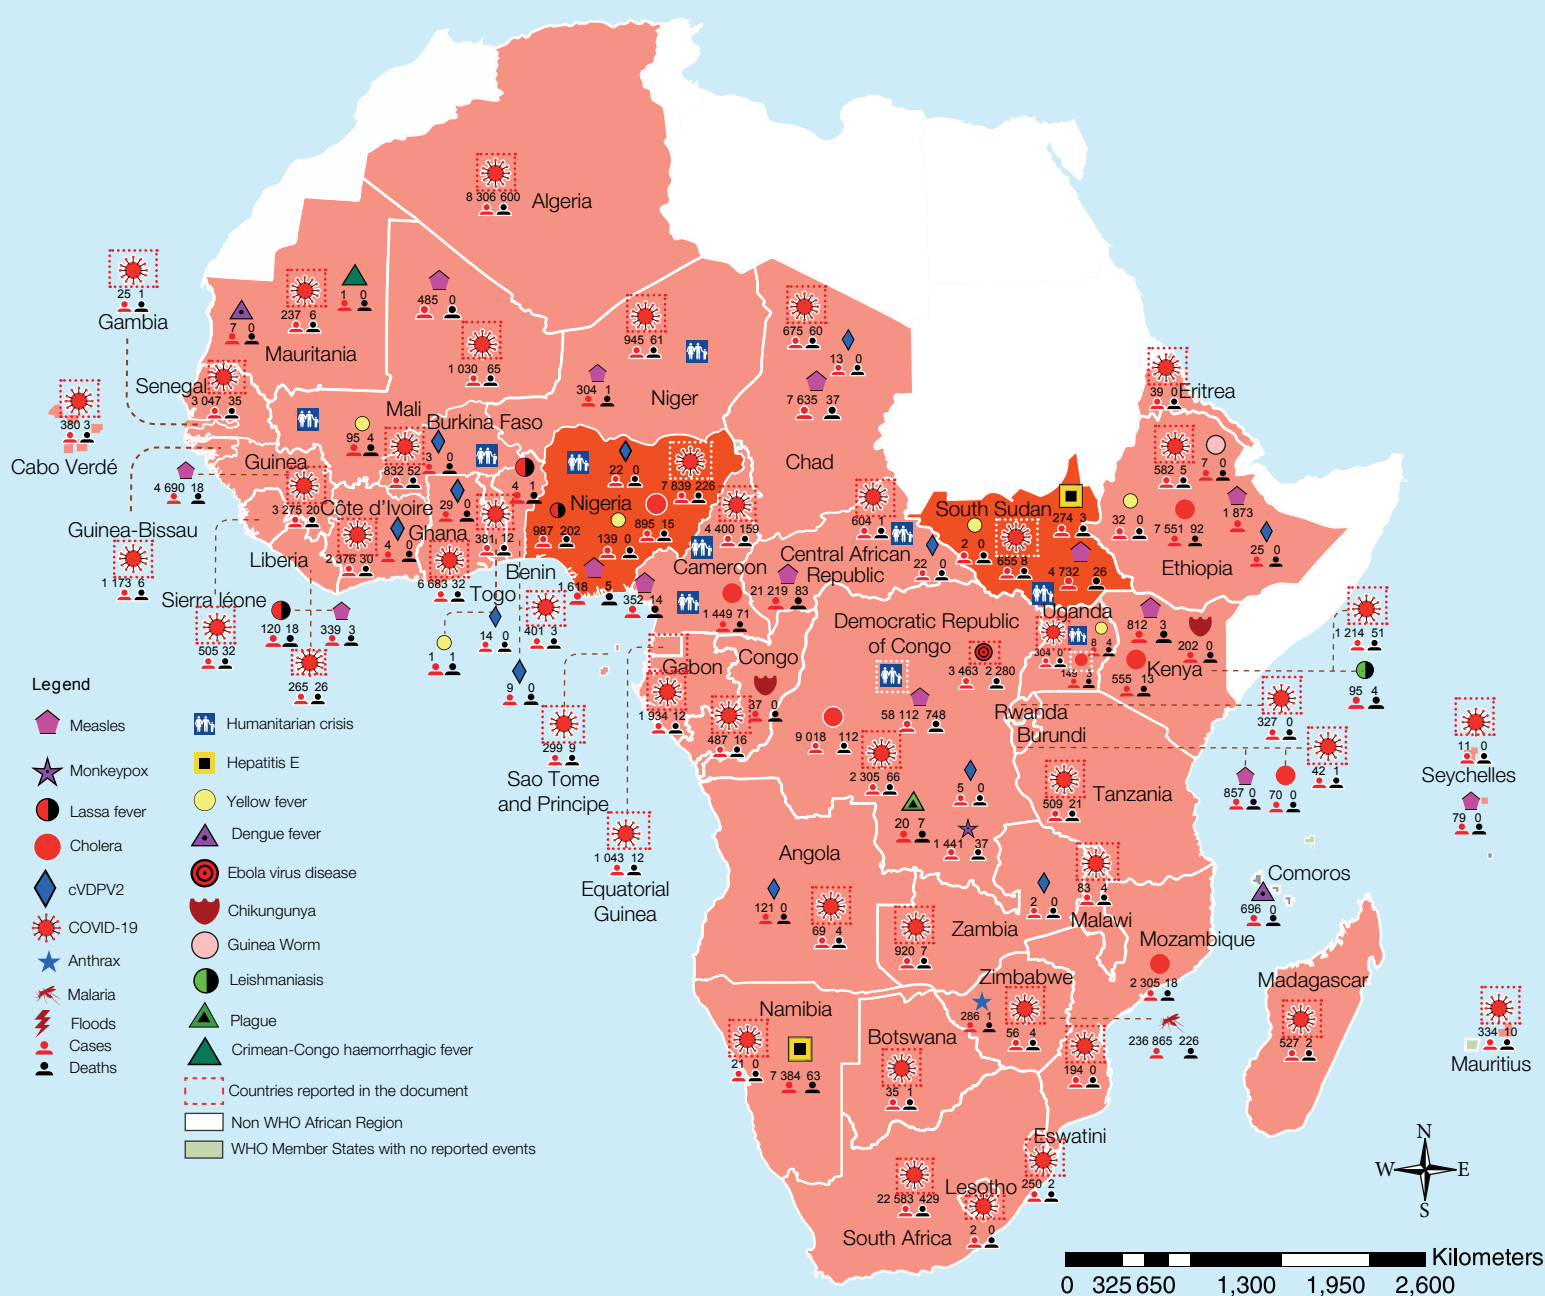 8 306 600
Algeria
25 1
Gambia
237 6
1 0
7 0
Mauritania
485 0
1 030 65
Mali
945 61
304 1
Niger
675 60
13 0
7 635 37
Chad
39 0
Eritrea
Senegal
3 047 35
380 3
Cabo Verdé
95 4
Burkina Faso
832 52
3 0
Guinea
4 690 18
3 275 20
Guinea-Bissau
1 173 6
Côte d'Ivoire
2 376 30
4 0
29 0
Ghana
6 683 32
4 1
381 12
Benin
Togo
Liberia
Sierra léone
505 32
120 18
339 3
265 26
1 1
14 0
9 0
401 3
22 0
7 839 226
Nigeria
987 202
139 0
895 15
1 618 5
4 400 159
Cameroon
352 14
1 449 71
604 1
Central African
Republic
22 0
21 219 83
South Sudan
274 3
2 0
655 8
4 732 26
582 5
7 0
32 0
7 551 92
1 873
25 0
Ethiopia
Uganda
304 0
8 4
149 3
812 3
202 0
555 13
Kenya
1 214 51
95 4
Democratic Republic
of Congo
3 463 2 280
58 112 748
9 018 112
2 305 66
5 0
20 7
1 441 37
Gabon
1 934 12
Congo
37 0
487 16
299 9
Sao Tome
and Principe
1 043 12
Equatorial
Guinea
Rwanda
327 0
Burundi
42 1
857 0
70 0
509 21
Tanzania
11 0
Seychelles
79 0
Angola
121 0
69 4
2 0
83 4
Malawi
Zambia
920 7
Comoros
696 0
Mozambique
2 305 18
194 0
Zimbabwe
286 1
56 4
236 865 226
Madagascar
527 2
334 10
Mauritius
Namibia
21 0
7 384 63
Botswana
35 1
Eswatini
250 2
22 583 429
Lesotho
2 0
South Africa
Legend
Measles
Monkeypox
Lassa fever
Cholera
cVDPV2
COVID-19
Anthrax
Malaria
Floods
Cases
Deaths
Humanitarian crisis
Hepatitis E
Yellow fever
Dengue fever
Ebola virus disease
Chikungunya
Guinea Worm
Leishmaniasis
Plague
Crimean-Congo haemorrhagic fever
Countries reported in the document
Non WHO African Region
WHO Member States with no reported events
N
W E
S
Kilometers
0 325 650 1,300 1,950 2,600